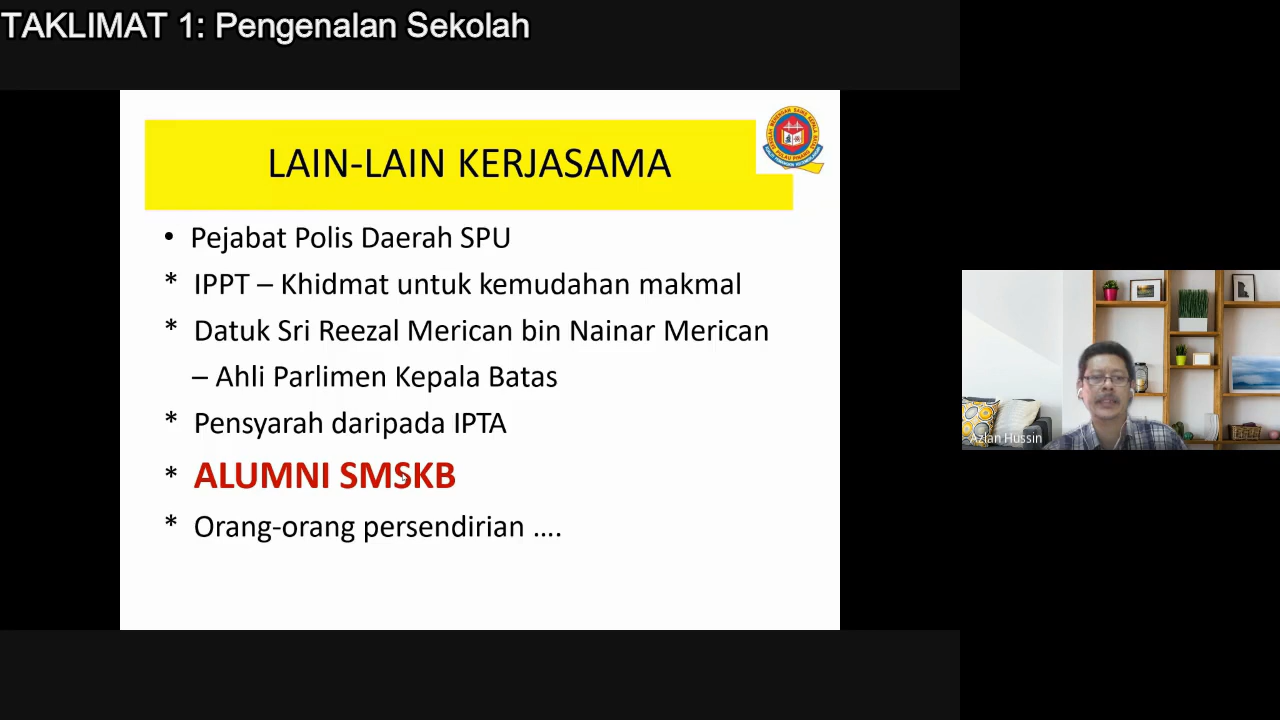 TAKLIMAT 1: Pengenalan Sekolah
LAIN-LAIN KERJASAMA
• Pejabat Polis Daerah SPU
* IPPT – Khidmat untuk kemudahan makmal
* Datuk Sri Reezal Merican bin Nainar Merican
– Ahli Parlimen Kepala Batas
* Pensyarah daripada IPTA
* ALUMNI SMSKB
* Orang-orang persendirian ....
Azlan Hussin